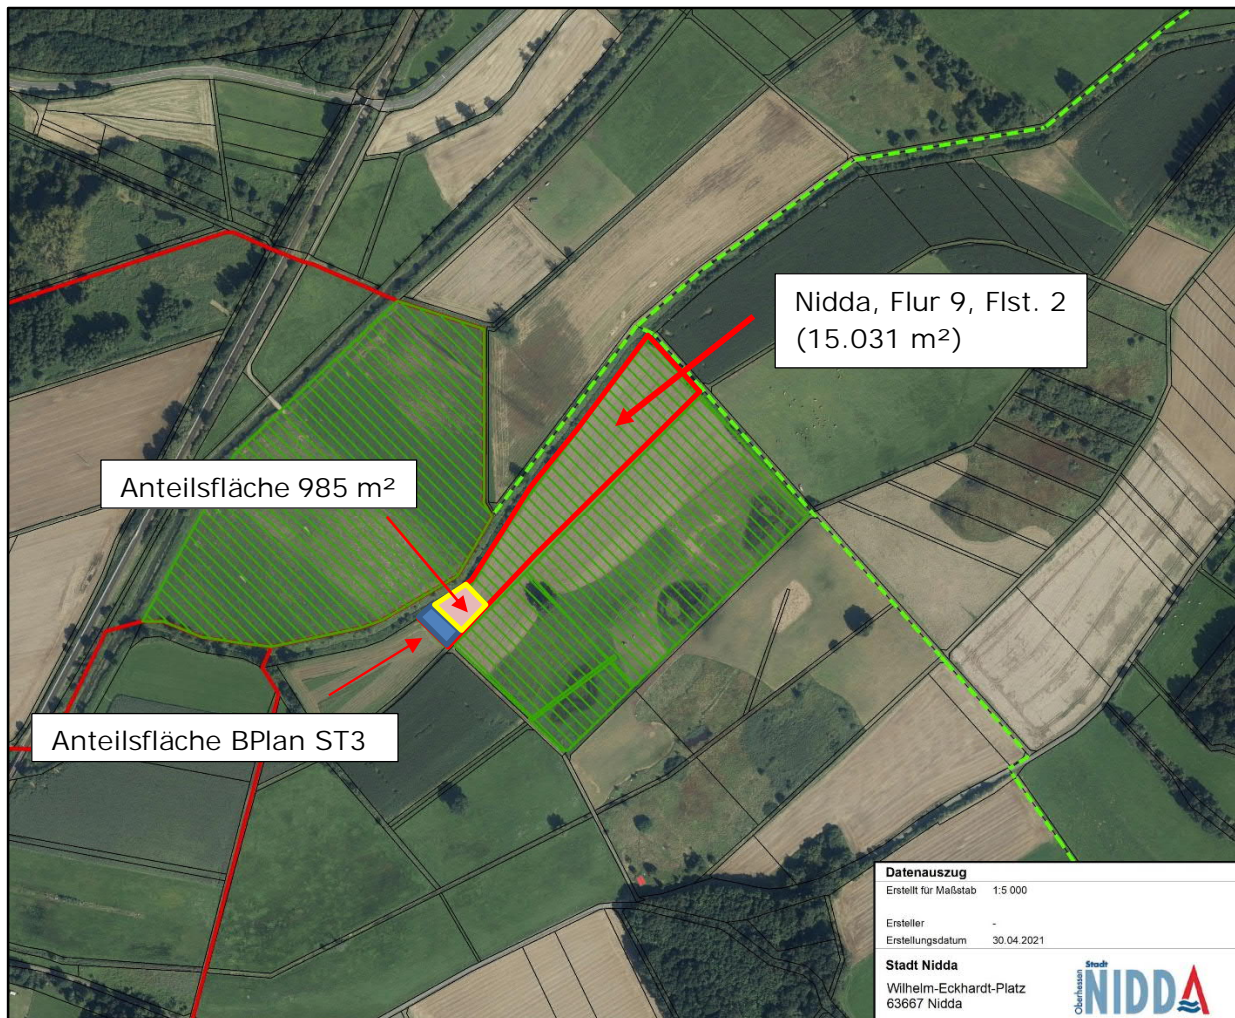 Nidda, Flur 9, Flst. 2
(15.031 m²)
Anteilsfläche 985 m²
Anteilsfläche BPlan ST3
Datenauszug
Erstellt für Maßstab 1:5 000
Ersteller -
Erstellungsdatum 30.04.2021
Stadt Nidda
Wilhelm-Eckhardt-Platz
63667 Nidda
Oberhessen
Stadt
NIDDA